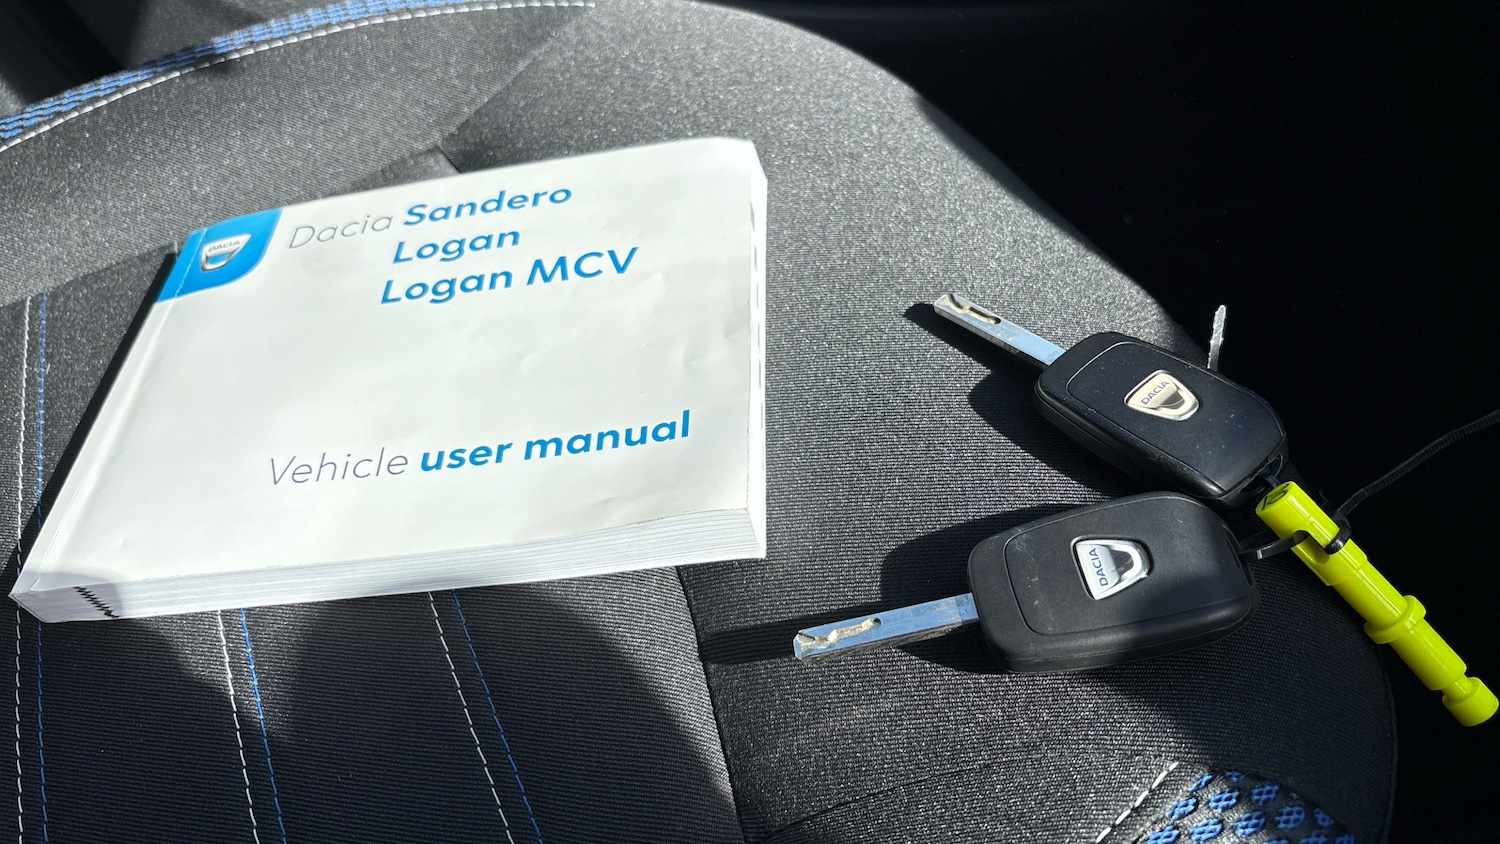 DACIA
Dacia Sandero
Logan
Logan MCV
Vehicle user manual
DACIA
DACIA